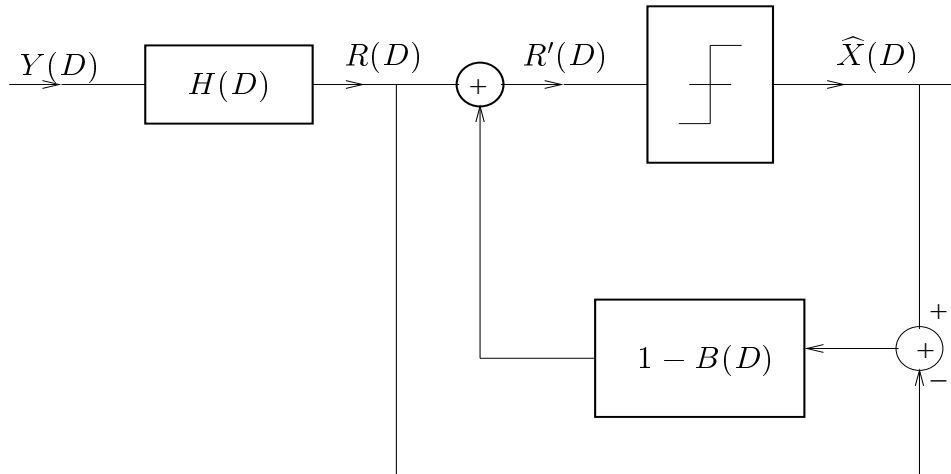 Y(D)
H(D)
R(D)
+
R′(D)
X̂(D)
+
1 − B(D)
+
−